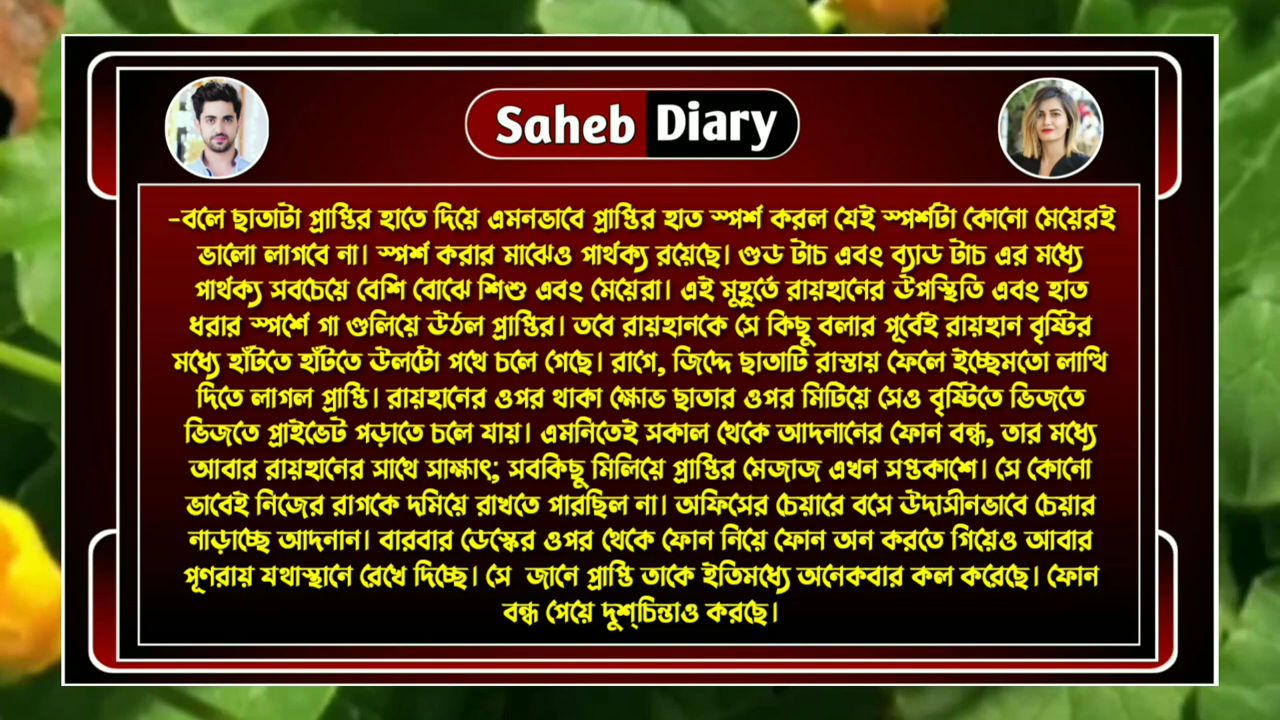 Saheb Diary
-বলে ছাতাটা প্রাপ্তির হাতে দিয়ে এমনভাবে প্রাপ্তির হাত স্পর্শ করল যেই স্পর্শটা কোনো মেয়েরই
ভালো লাগবে না। স্পর্শ করার মাঝেও পার্থক্য রয়েছে। গুড টাচ এবং ব্যাড টাচ এর মধ্যে
পার্থক্য সবচেয়ে বেশি বোঝে শিশু এবং মেয়েরা। এই মুহূর্তে রায়হানের উপস্থিতি এবং হাত
ধরার স্পর্শে গা গুলিয়ে উঠল প্রাপ্তির। তবে রায়হানকে সে কিছু বলার পূর্বেই রায়হান বৃষ্টির
মধ্যে হাঁটতে হাঁটতে উলটো পথে চলে গেছে। রাগে, জিদ্দে ছাতাটি রাস্তায় ফেলে ইচ্ছেমতো লাত্থি
দিতে লাগল প্রাপ্তি। রায়হানের ওপর থাকা ক্ষোভ ছাতার ওপর মিটিয়ে সেও বৃষ্টিতে ভিজতে
ভিজতে প্রাইভেট পড়াতে চলে যায়। এমনিতেই সকাল থেকে আদনানের ফোন বন্ধ, তার মধ্যে
আবার রায়হানের সাথে সাক্ষাৎ; সবকিছু মিলিয়ে প্রাপ্তির মেজাজ এখন সপ্তকাশে। সে কোনো
ভাবেই নিজের রাগকে দমিয়ে রাখতে পারছিল না। অফিসের চেয়ারে বসে উদাসীনভাবে চেয়ার
নাড়াচ্ছে আদনান। বারবার ডেস্কের ওপর থেকে ফোন নিয়ে ফোন অন করতে গিয়েও আবার
পূণরায় যথাস্থানে রেখে দিচ্ছে। সে জানে প্রাপ্তি তাকে ইতিমধ্যে অনেকবার কল করেছে। ফোন
বন্ধ পেয়ে দুশ্‌চিন্তাও করছে।